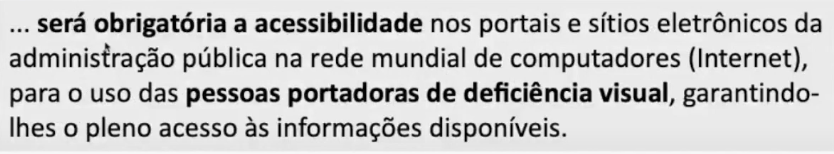 ... será obrigatória a acessibilidade nos portais e sítios eletrônicos da
administração pública na rede mundial de computadores (Internet),
para o uso das pessoas portadoras de deficiência visual, garantindo-
lhes o pleno acesso às informações disponíveis.